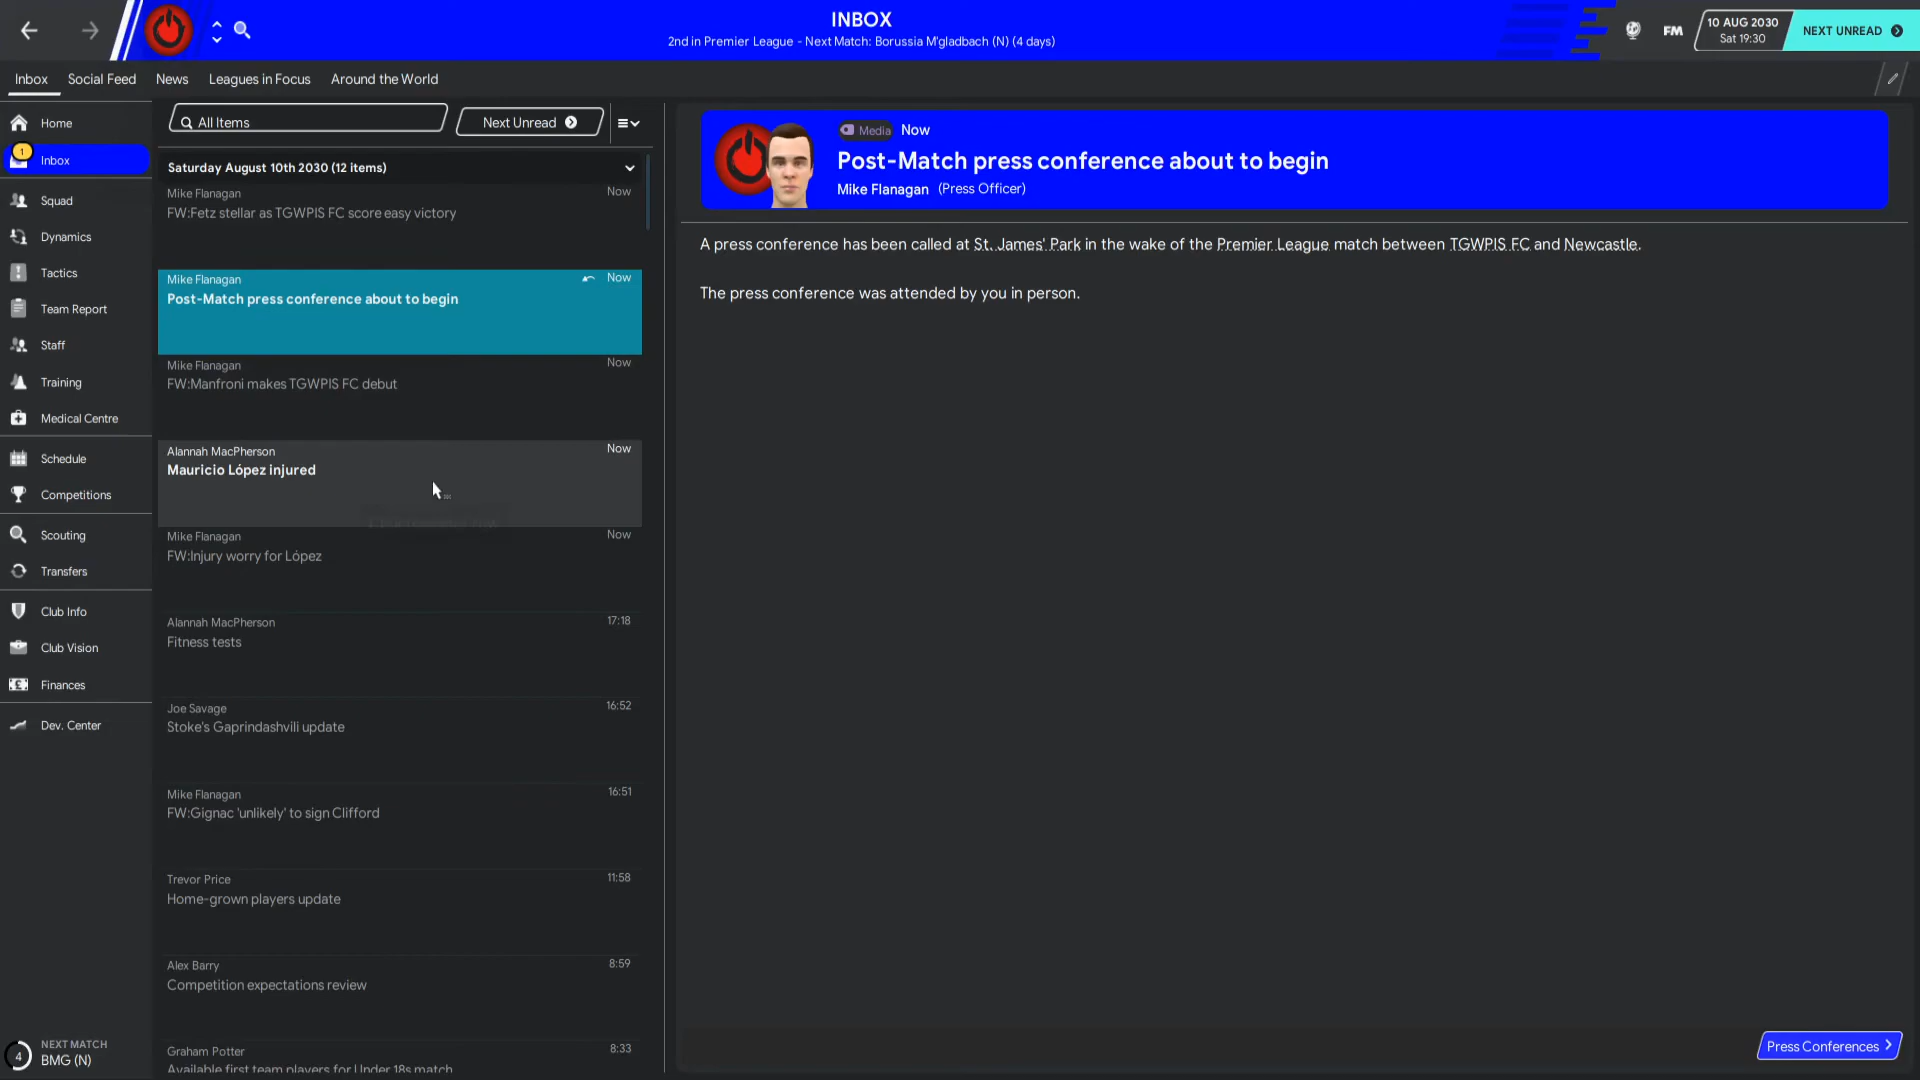 INBOX
2nd in Premier League - Next Match: Borussia M'gladbach (N) (4 days)
FM
10 AUG 2030
Sat 19:30
NEXT UNREAD
Inbox Social Feed News Leagues in Focus Around the World
Home
1
Inbox
Squad
Dynamics
Tactics
Team Report
Staff
Training
Medical Centre
Schedule
Competitions
Scouting
Transfers
Club Info
Club Vision
Finances
Dev. Center
4
NEXT MATCH
BMG (N)
All Items
Next Unread
Saturday August 10th 2030 (12 items)
Mike Flanagan Now
FW:Fetz stellar as TGWPIS FC score easy victory
Mike Flanagan Now
Post-Match press conference about to begin
Mike Flanagan Now
FW:Manfroni makes TGWPIS FC debut
Alannah MacPherson Now
Mauricio López injured
Mike Flanagan Now
FW:Injury worry for López
Alannah MacPherson 17:18
Fitness tests
Joe Savage 16:52
Stoke's Gaprindashvili update
Mike Flanagan 16:51
FW:Gignac 'unlikely' to sign Clifford
Trevor Price 11:58
Home-grown players update
Alex Barry 8:59
Competition expectations review
Graham Potter 8:33
Available first team players for Under 18s match
Media Now
Post-Match press conference about to begin
Mike Flanagan (Press Officer)
A press conference has been called at St. James' Park in the wake of the Premier League match between TGWPIS FC and Newcastle.
The press conference was attended by you in person.
Press Conferences